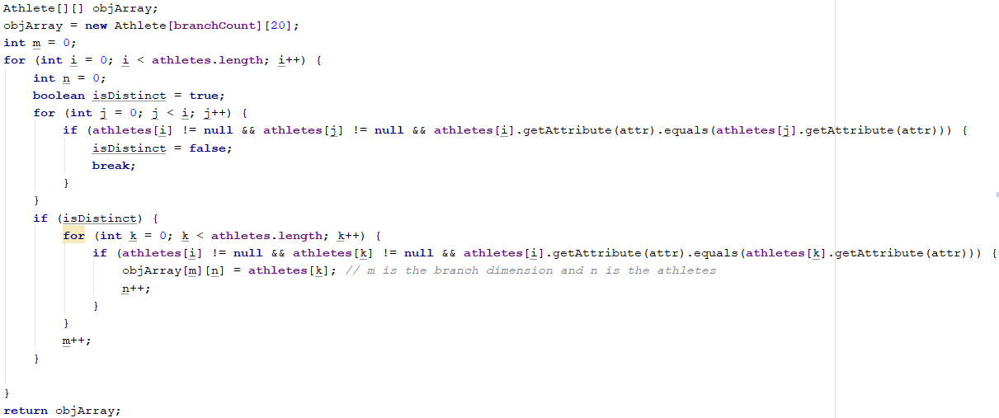 Athlete[][] objArray;
objArray = new Athlete[branchCount][20];
int m = 0;
for (int i = 0; i < athletes.length; i++) {
int n = 0;
boolean isDistinct = true;
for (int j = 0; j < i; j++) {
if (athletes[i] != null && athletes[j] != null && athletes[i].getAttribute(attr).equals(athletes[j].getAttribute(attr))) {
isDistinct = false;
break;
}
}
if (isDistinct) {
for (int k = 0; k < athletes.length; k++) {
if (athletes[i] != null && athletes[k] != null && athletes[i].getAttribute(attr).equals(athletes[k].getAttribute(attr))) {
objArray[m][n] = athletes[k]; // m is the branch dimension and n is the athletes
n++;
}
}
m++;
}
}
return objArray;